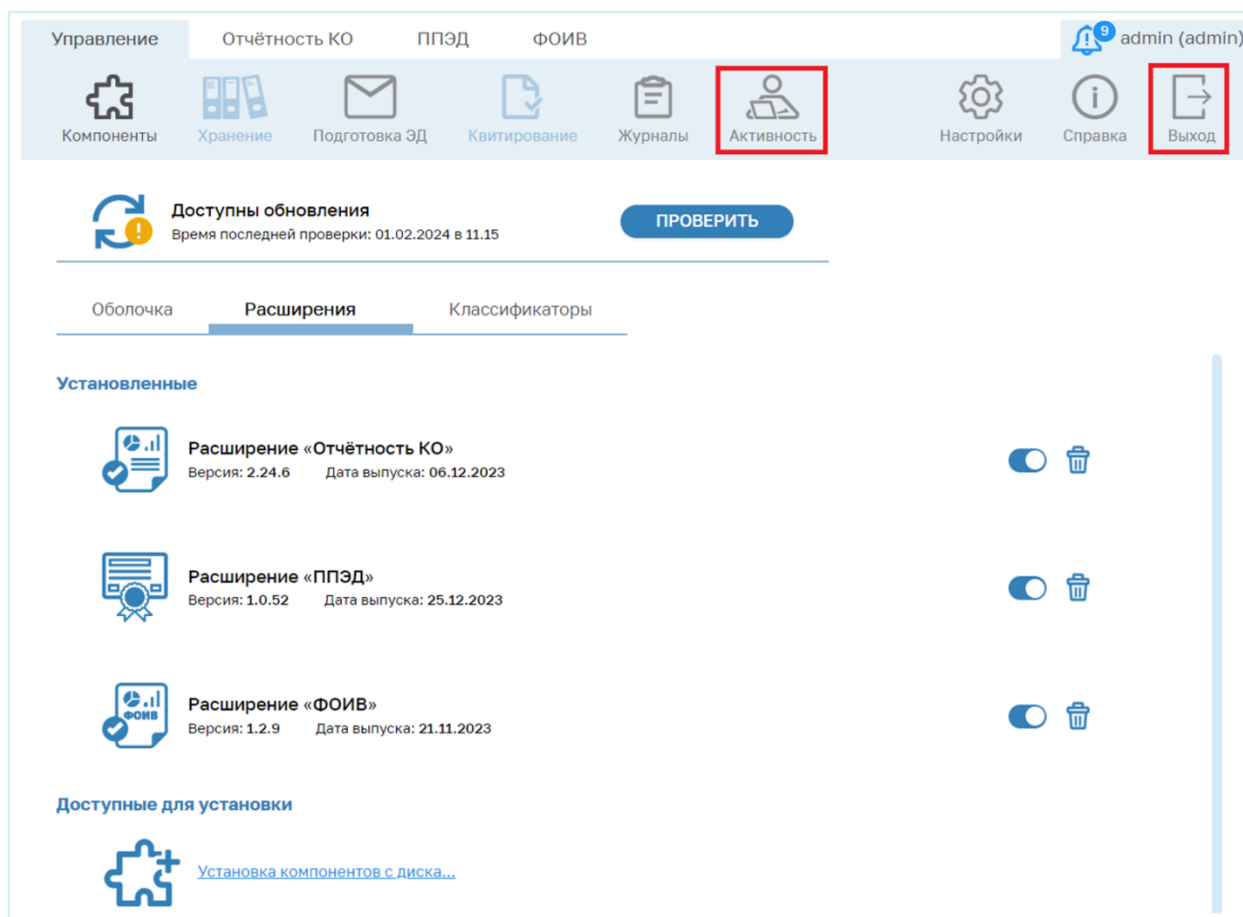 Управление Отчётность КО ППЭД ФОИВ 9 admin (admin)
Компоненты Хранение Подготовка ЭД Квитирование Журналы Активность Настройки Справка Выход
Доступны обновления
Время последней проверки: 01.02.2024 в 11.15
ПРОВЕРИТЬ
Оболочка Расширения Классификаторы
Установленные
Расширение «Отчётность КО»
Версия: 2.24.6 Дата выпуска: 06.12.2023
Расширение «ППЭД»
Версия: 1.0.52 Дата выпуска: 25.12.2023
ФОИВ
Расширение «ФОИВ»
Версия: 1.2.9 Дата выпуска: 21.11.2023
Доступные для установки
Установка компонентов с диска...